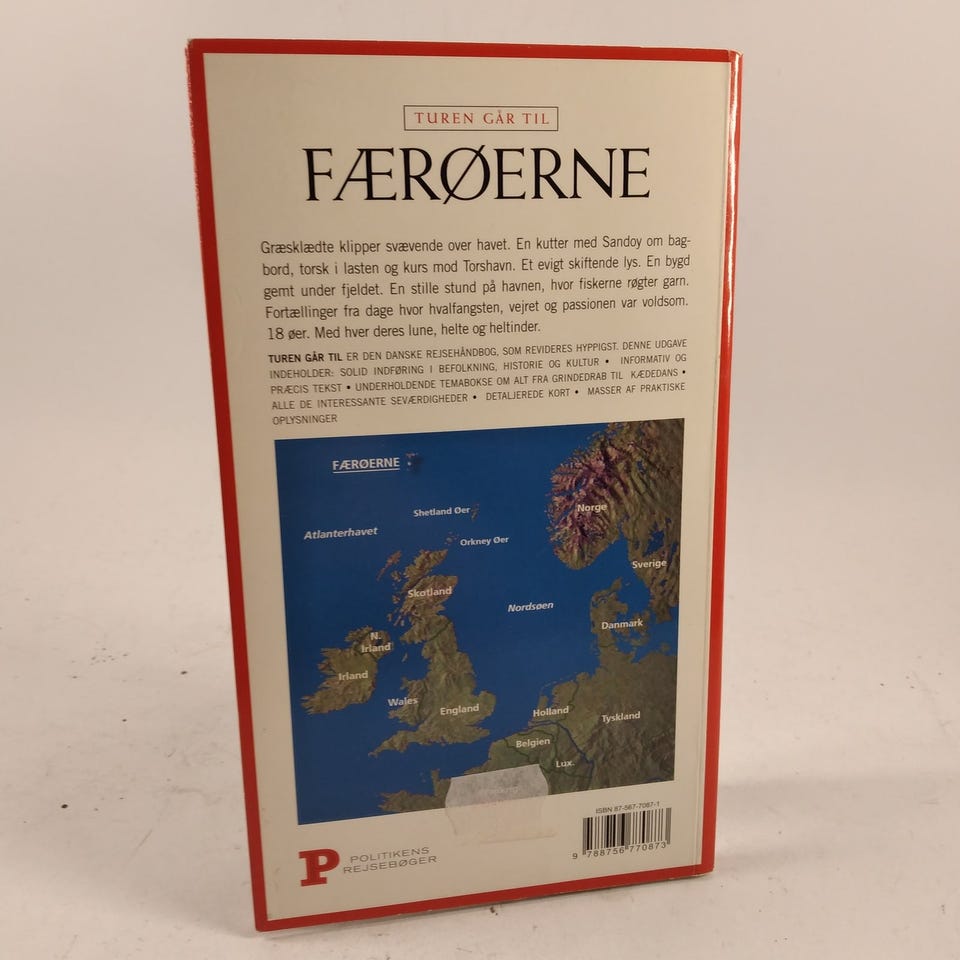 TUREN GÅR TIL
FÆRØERNE
Græsklædte klipper svævende over havet. En kutter med Sandoy om bag-
bord, torsk i lasten og kurs mod Torshavn. Et evigt skiftende lys. En bygd
gemt under fjeldet. En stille stund på havnen, hvor fiskerne røgter garn.
Fortællinger fra dage hvor hvalfangsten, vejret og passionen var voldsom.
18 øer. Med hver deres lune, helte og heltinder.
TUREN GÅR TIL ER DEN DANSKE REJSEHÅNDBOG, SOM REVIDERES HYPPIGST. DENNE UDGAVE
INDEHOLDER: SOLID INDFØRING I BEFOLKNING, HISTORIE OG KULTUR • INFORMATIV OG
PRÆCIS TEKST • UNDERHOLDENDE TEMABOKSE OM ALT FRA GRINDEDRAB TIL KÆDEDANS •
ALLE DE INTERESSANTE SEVÆRDIGHEDER • DETALJEREDE KORT • MASSER AF PRAKTISKE
OPLYSNINGER
FÆRØERNE
Shetland Øer
Norge
Atlanterhavet
Orkney Øer
Sverige
Skotland
Nordsøen
Danmark
N.
Irland
Irland
Wales
England
Holland
Tyskland
Belgien
Lux.
Frankrig
ISBN 87-567-7087-1
9 788756 770873
P
POLITIKENS
REJSEBØGER